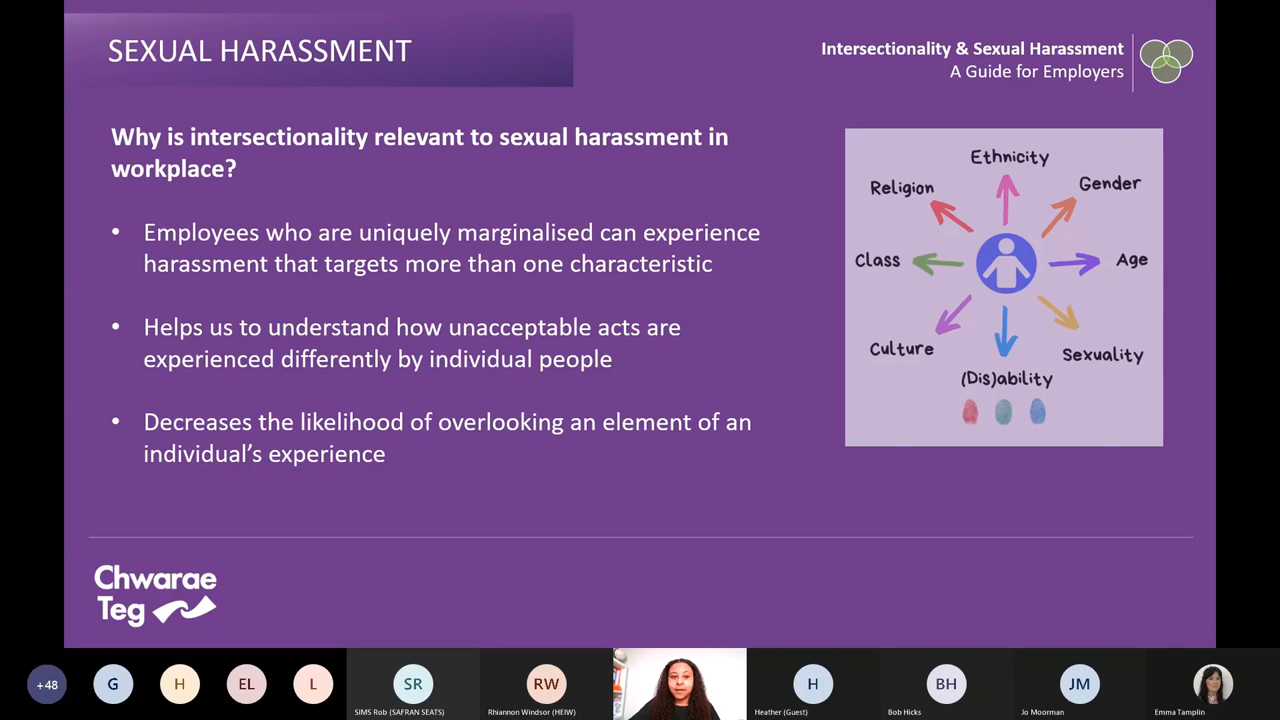 SEXUAL HARASSMENT
Intersectionality & Sexual Harassment
A Guide for Employers
Why is intersectionality relevant to sexual harassment in
workplace?
• Employees who are uniquely marginalised can experience
harassment that targets more than one characteristic
• Helps us to understand how unacceptable acts are
experienced differently by individual people
• Decreases the likelihood of overlooking an element of an
individual's experience
Ethnicity
Religion
Gender
Class
Age
Culture
Sexuality
(Dis)ability
Chwarae
Teg
+48
G
H
EL
L
SR
SIMS Rob (SAFRAN SEATS)
RW
Rhiannon Windsor (HEIW)
H
Heather (Guest)
BH
Bob Hicks
JM
Jo Moorman
Emma Tamplin